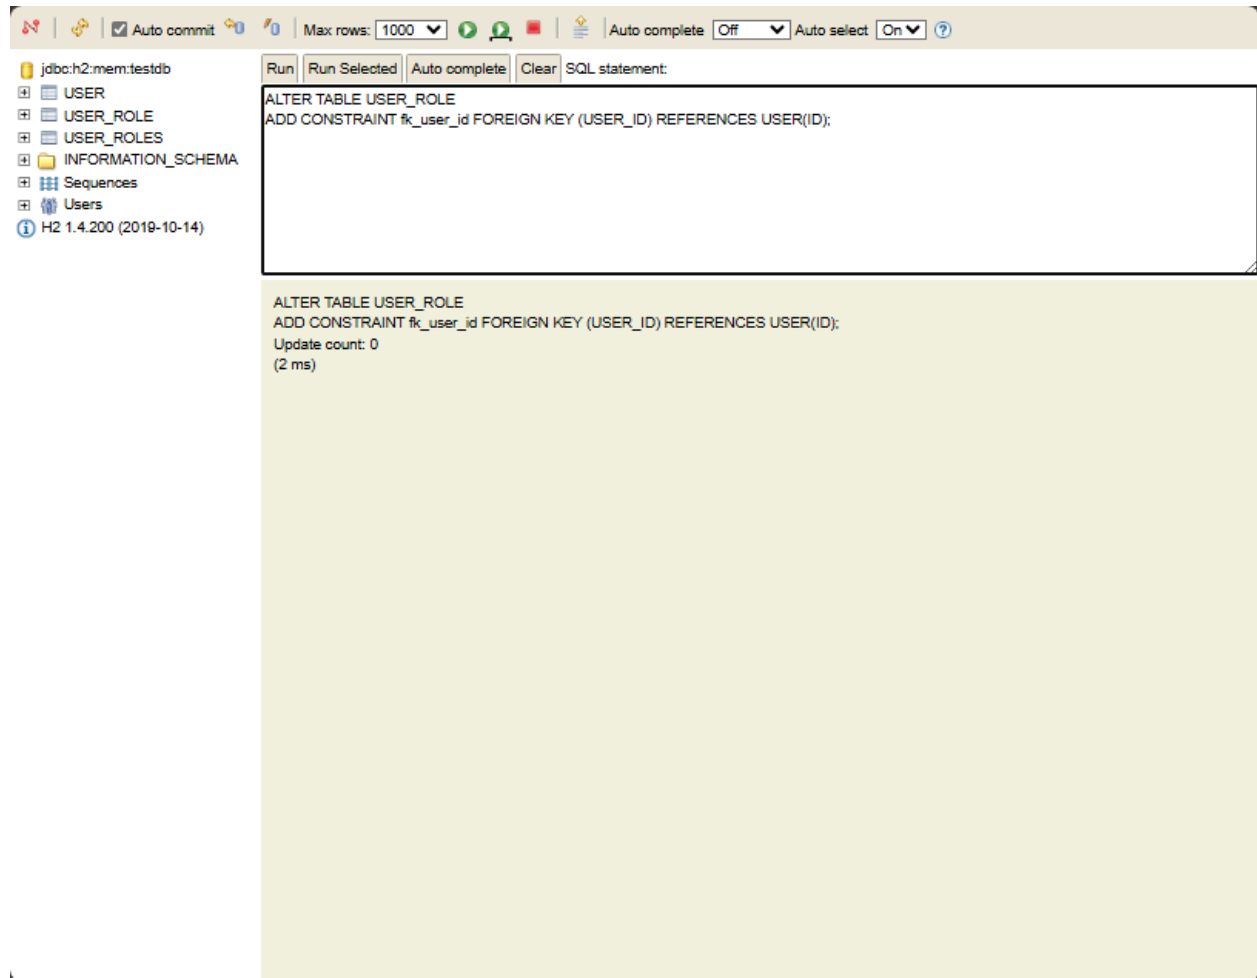 Auto commit Max rows: 1000 Auto complete Off Auto select On ?
jdbc:h2:mem:testdb
USER
USER_ROLE
USER_ROLES
INFORMATION_SCHEMA
Sequences
Users
H2 1.4.200 (2019-10-14)
Run Run Selected Auto complete Clear SQL statement:
ALTER TABLE USER_ROLE
ADD CONSTRAINT fk_user_id FOREIGN KEY (USER_ID) REFERENCES USER(ID);
ALTER TABLE USER_ROLE
ADD CONSTRAINT fk_user_id FOREIGN KEY (USER_ID) REFERENCES USER(ID);
Update count: 0
(2 ms)